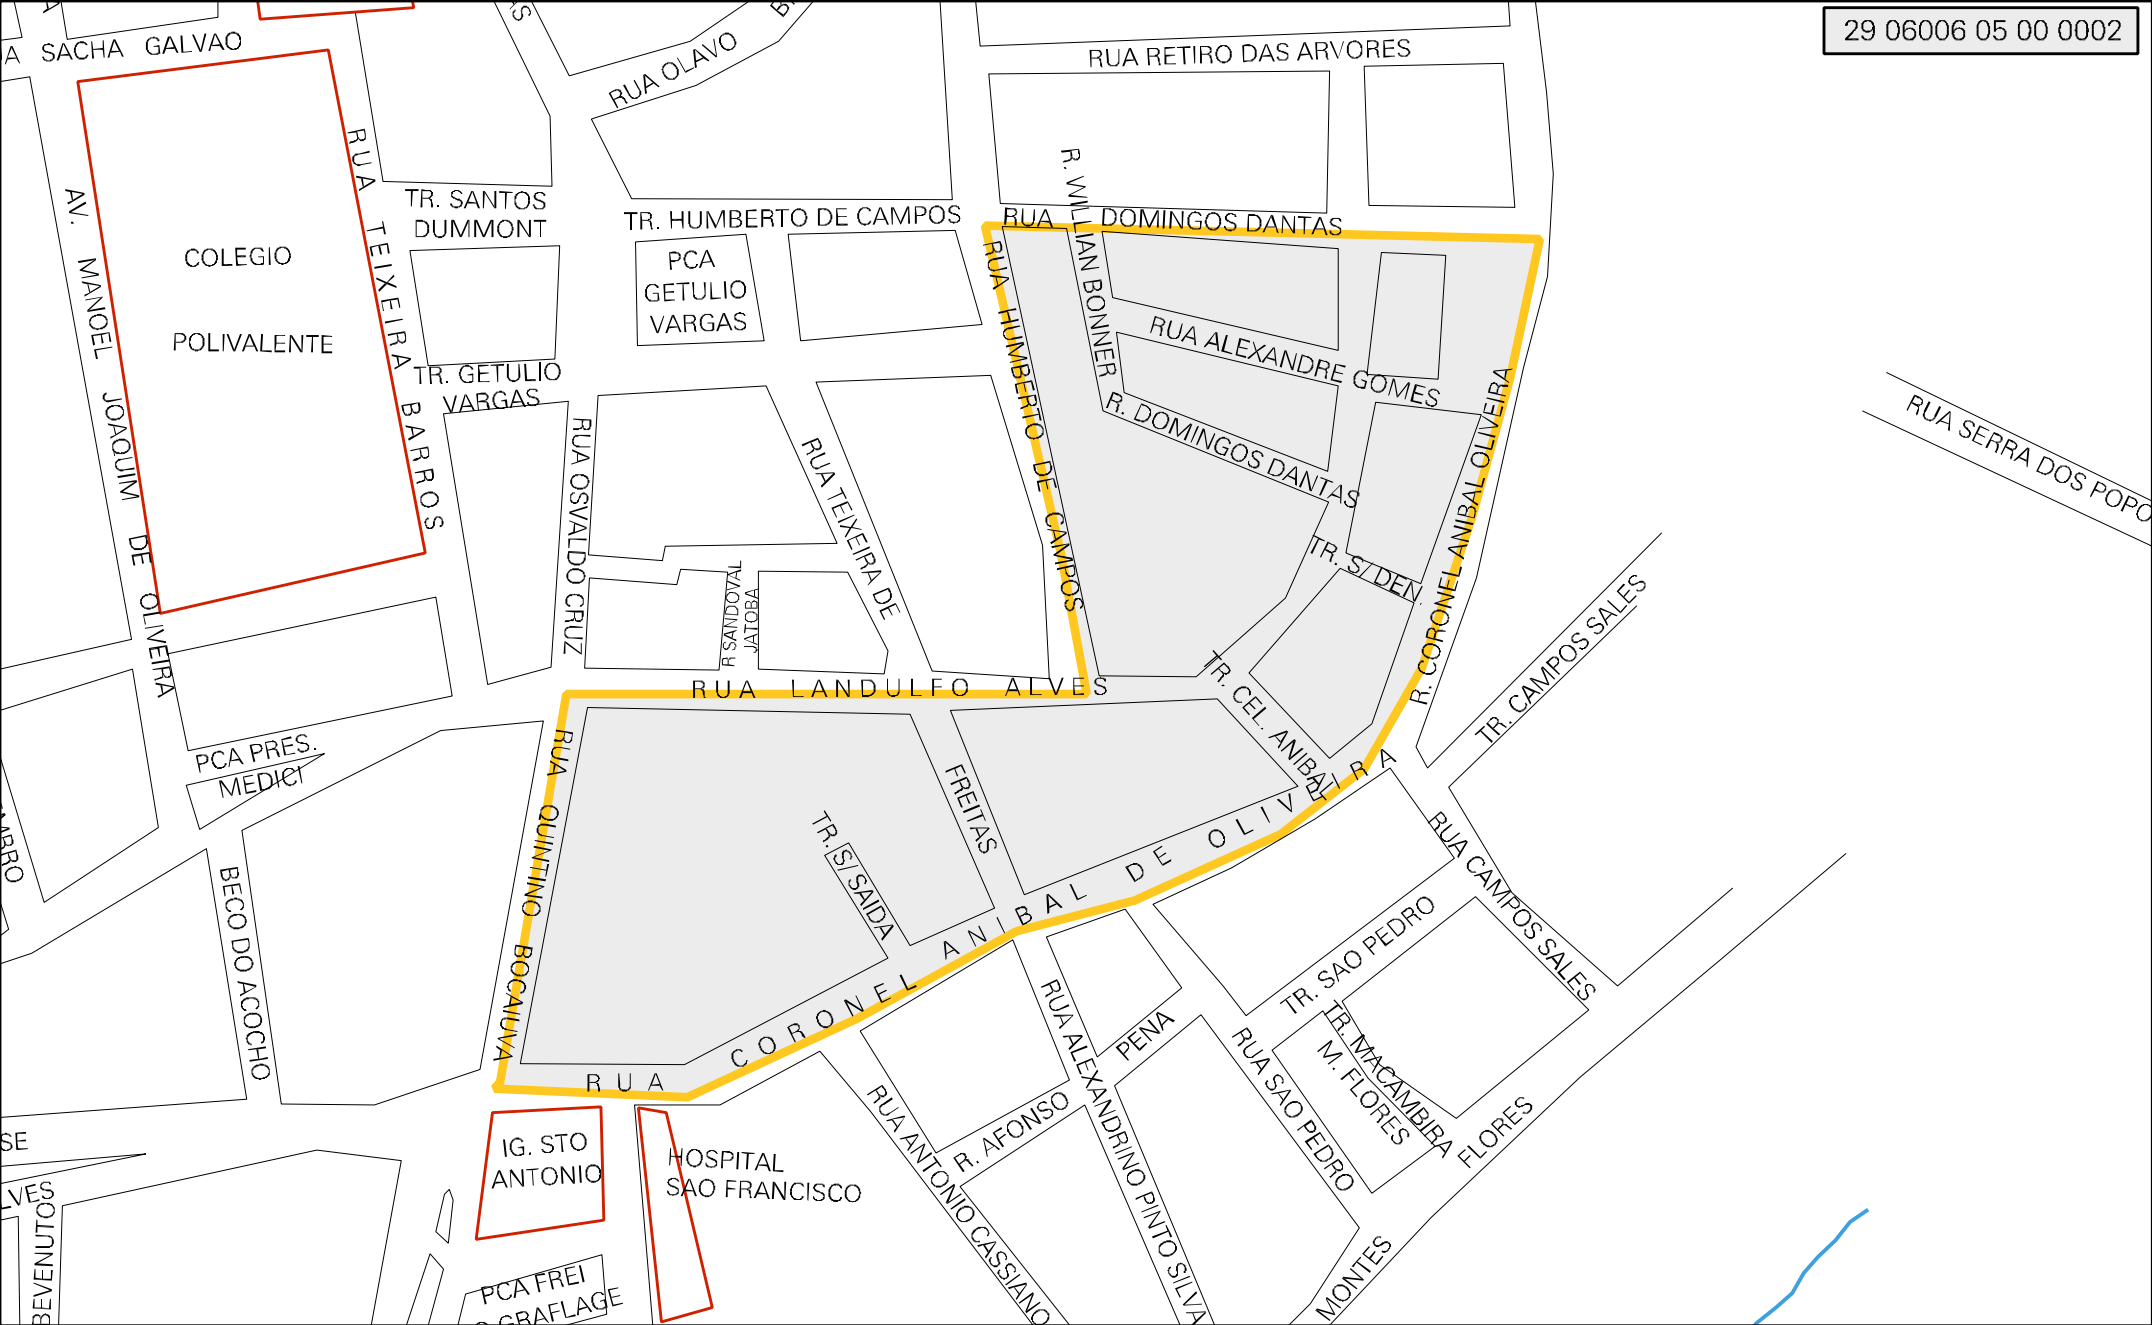 29 06006 05 00 0002
SACHA GALVAO
RUA OLAVO
RUA RETIRO DAS ARVORES
COLEGIO
POLIVALENTE
AV. MANOEL JOAQUIM DE OLIVEIRA
RUA TEIXEIRA BARROS
TR. SANTOS
DUMMONT
TR. HUMBERTO DE CAMPOS
PCA
GETULIO
VARGAS
RUA DOMINGOS DANTAS
R. WILLIAN BONNER
RUA HUMBERTO DE CAMPOS
RUA ALEXANDRE GOMES
R. DOMINGOS DANTAS
R. CORONEL ANIBAL OLIVEIRA
TR. S/ DEN.
TR. GETULIO
VARGAS
RUA OSVALDO CRUZ
RUA TEIXEIRA DE
FREITAS
R SANDOVAL
JATOBA
RUA LANDULFO ALVES
TR. CEL. ANIBAL
RUA SERRA DOS POPO
TR. CAMPOS SALES
RUA CAMPOS SALES
PCA PRES.
MEDICI
BECO DO ACOCHO
RUA QUINTINO BOCAIUVA
TR. S/ SAIDA
RUA CORONEL ANIBAL DE OLIVEIRA
TR. SAO PEDRO
TR. MACAMBIRA
M. FLORES
RUA SAO PEDRO
RUA ALEXANDRINO PINTO SILVA
R. AFONSO PENA
RUA ANTONIO CASSIANO
MONTES FLORES
IG. STO
ANTONIO
HOSPITAL
SAO FRANCISCO
PCA FREI
GRAFLAGE
SE
LVES
BEVENUTO
MBRO